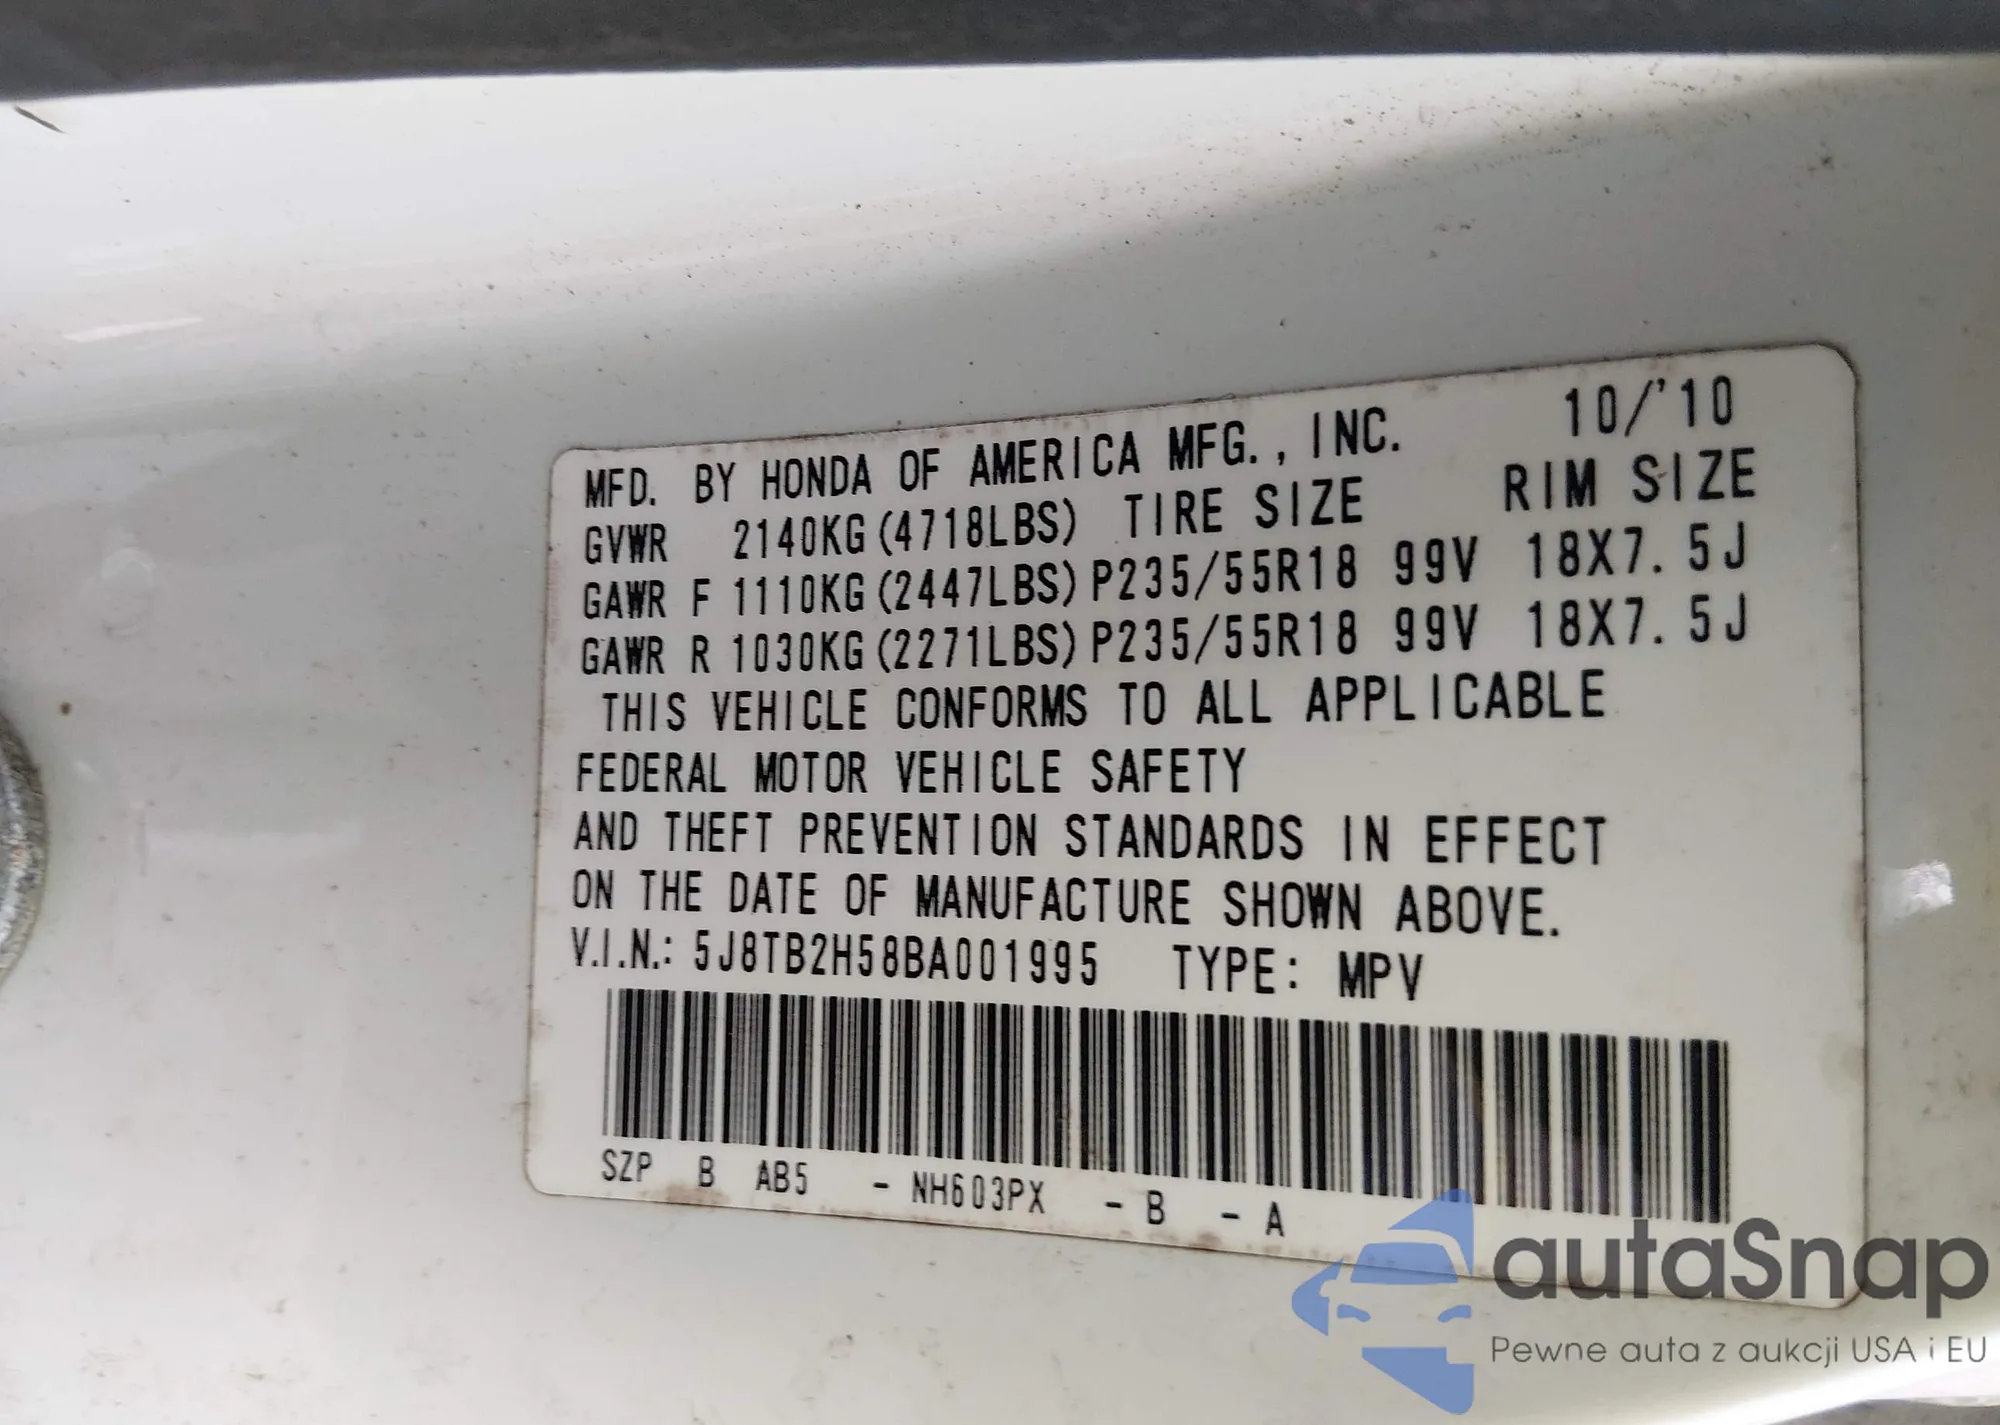 MFD. BY HONDA OF AMERICA MFG., INC. 10/'10
GVWR 2140KG (4718LBS) TIRE SIZE RIM SIZE
GAWR F 1110KG (2447LBS) P235/55R18 99V 18X7.5J
GAWR R 1030KG (2271LBS) P235/55R18 99V 18X7.5J
THIS VEHICLE CONFORMS TO ALL APPLICABLE
FEDERAL MOTOR VEHICLE SAFETY
AND THEFT PREVENTION STANDARDS IN EFFECT
ON THE DATE OF MANUFACTURE SHOWN ABOVE.
V.I.N.: 5J8TB2H58BA001995 TYPE: MPV
SZP B AB5 - NH603PX - B - A
autaSnap
Pewne auta z aukcji USA i EU